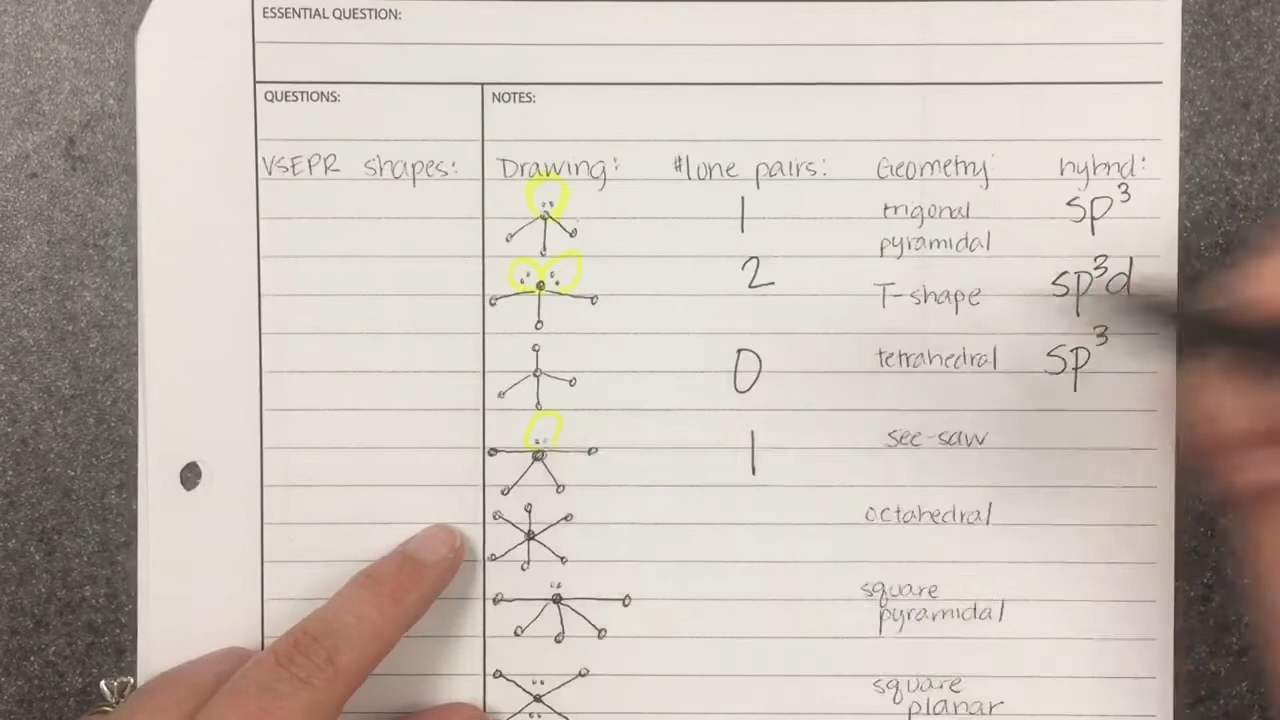 ESSENTIAL QUESTION:
QUESTIONS:
NOTES:
VSEPR shapes: Drawing: #lone pairs: Geometry hybrid:
1 trigonal pyramidal sp³
2 T-shape sp³d
0 tetrahedral sp³
1 see-saw
octahedral
square
pyramidal
square
planar